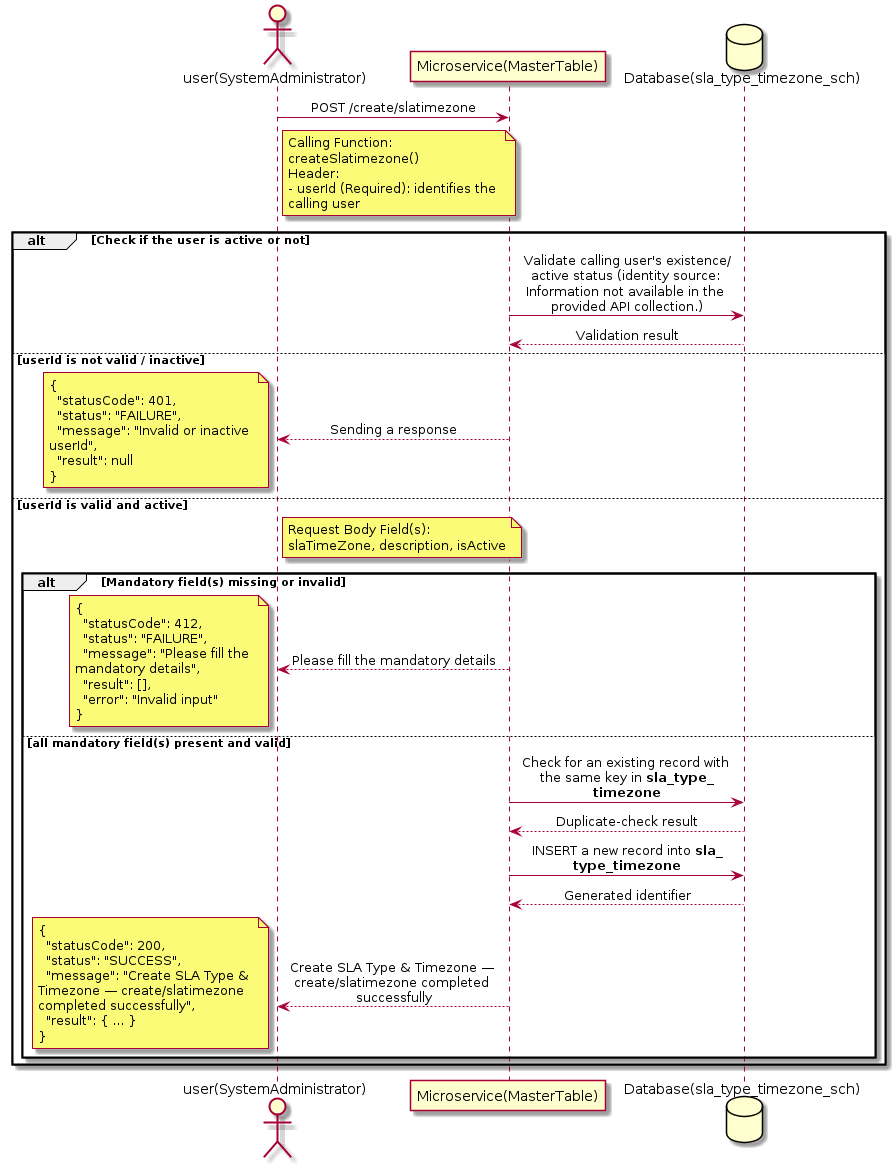 user(SystemAdministrator)
Microservice(MasterTable)
Database(sla_type_timezone_sch)
POST /create/slatimezone
Calling Function:
createSlatimezone()
Header:
- userId (Required): identifies the
calling user
alt
[Check if the user is active or not]
Validate calling user's existence/
active status (identity source:
Information not available in the
provided API collection.)
Validation result
[userId is not valid / inactive]
{
"statusCode": 401,
"status": "FAILURE",
"message": "Invalid or inactive
userId",
"result": null
}
Sending a response
[userId is valid and active]
Request Body Field(s):
slaTimeZone, description, isActive
alt
[Mandatory field(s) missing or invalid]
{
"statusCode": 412,
"status": "FAILURE",
"message": "Please fill the
mandatory details",
"result": [],
"error": "Invalid input"
}
Please fill the mandatory details
[all mandatory field(s) present and valid]
Check for an existing record with
the same key in sla_type_
timezone
Duplicate-check result
INSERT a new record into sla_
type_timezone
Generated identifier
{
"statusCode": 200,
"status": "SUCCESS",
"message": "Create SLA Type &
Timezone — create/slatimezone
completed successfully",
"result": { ... }
}
Create SLA Type & Timezone —
create/slatimezone completed
successfully
user(SystemAdministrator)
Microservice(MasterTable)
Database(sla_type_timezone_sch)